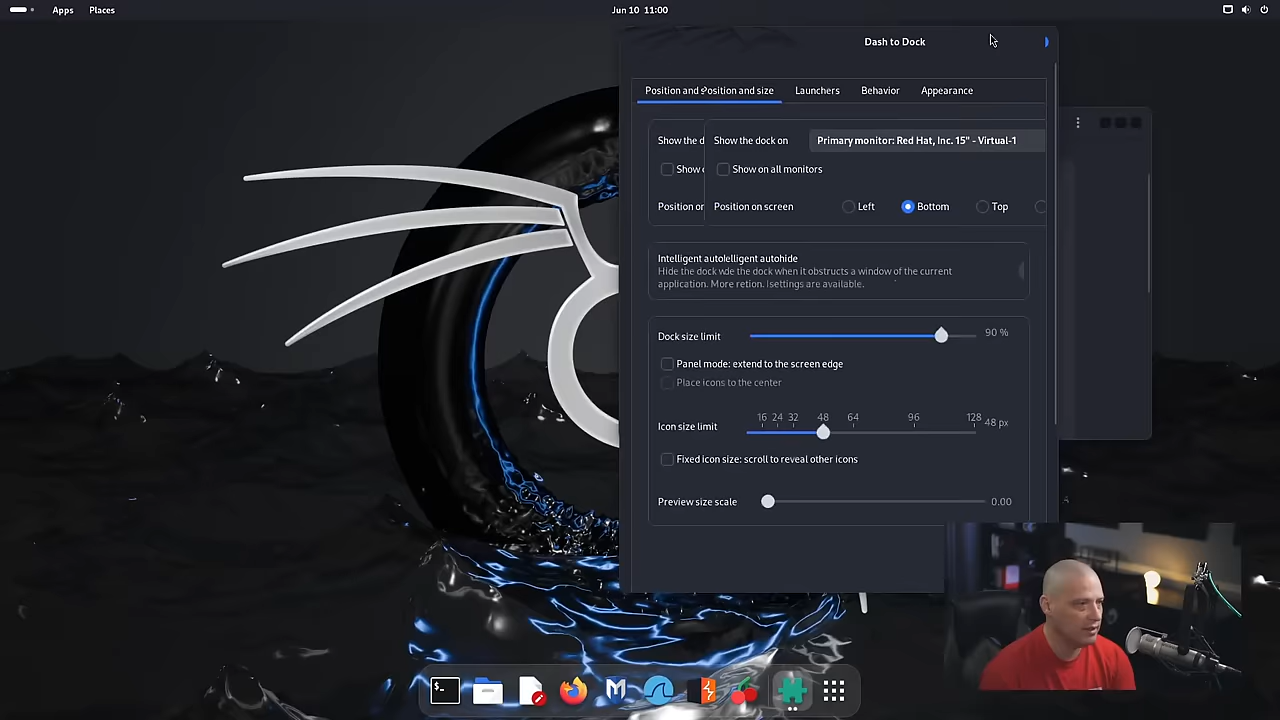 Apps Places Jun 10 11:00
Dash to Dock
Position and s Position and size Launchers Behavior Appearance
Show the d Show the dock on Primary monitor: Red Hat, Inc. 15" - Virtual-1
Show Show on all monitors
Position on Position on screen Left Bottom Top
Intelligent autolelligent autohide
Hide the dock wde the dock when it obstructs a window of the current
application. More retion. lsettings are available.
Dock size limit 90 %
Panel mode: extend to the screen edge
Place icons to the center
16 24 32 48 64 96 128
Icon size limit 48 px
Fixed icon size: scroll to reveal other icons
Preview size scale 0.00